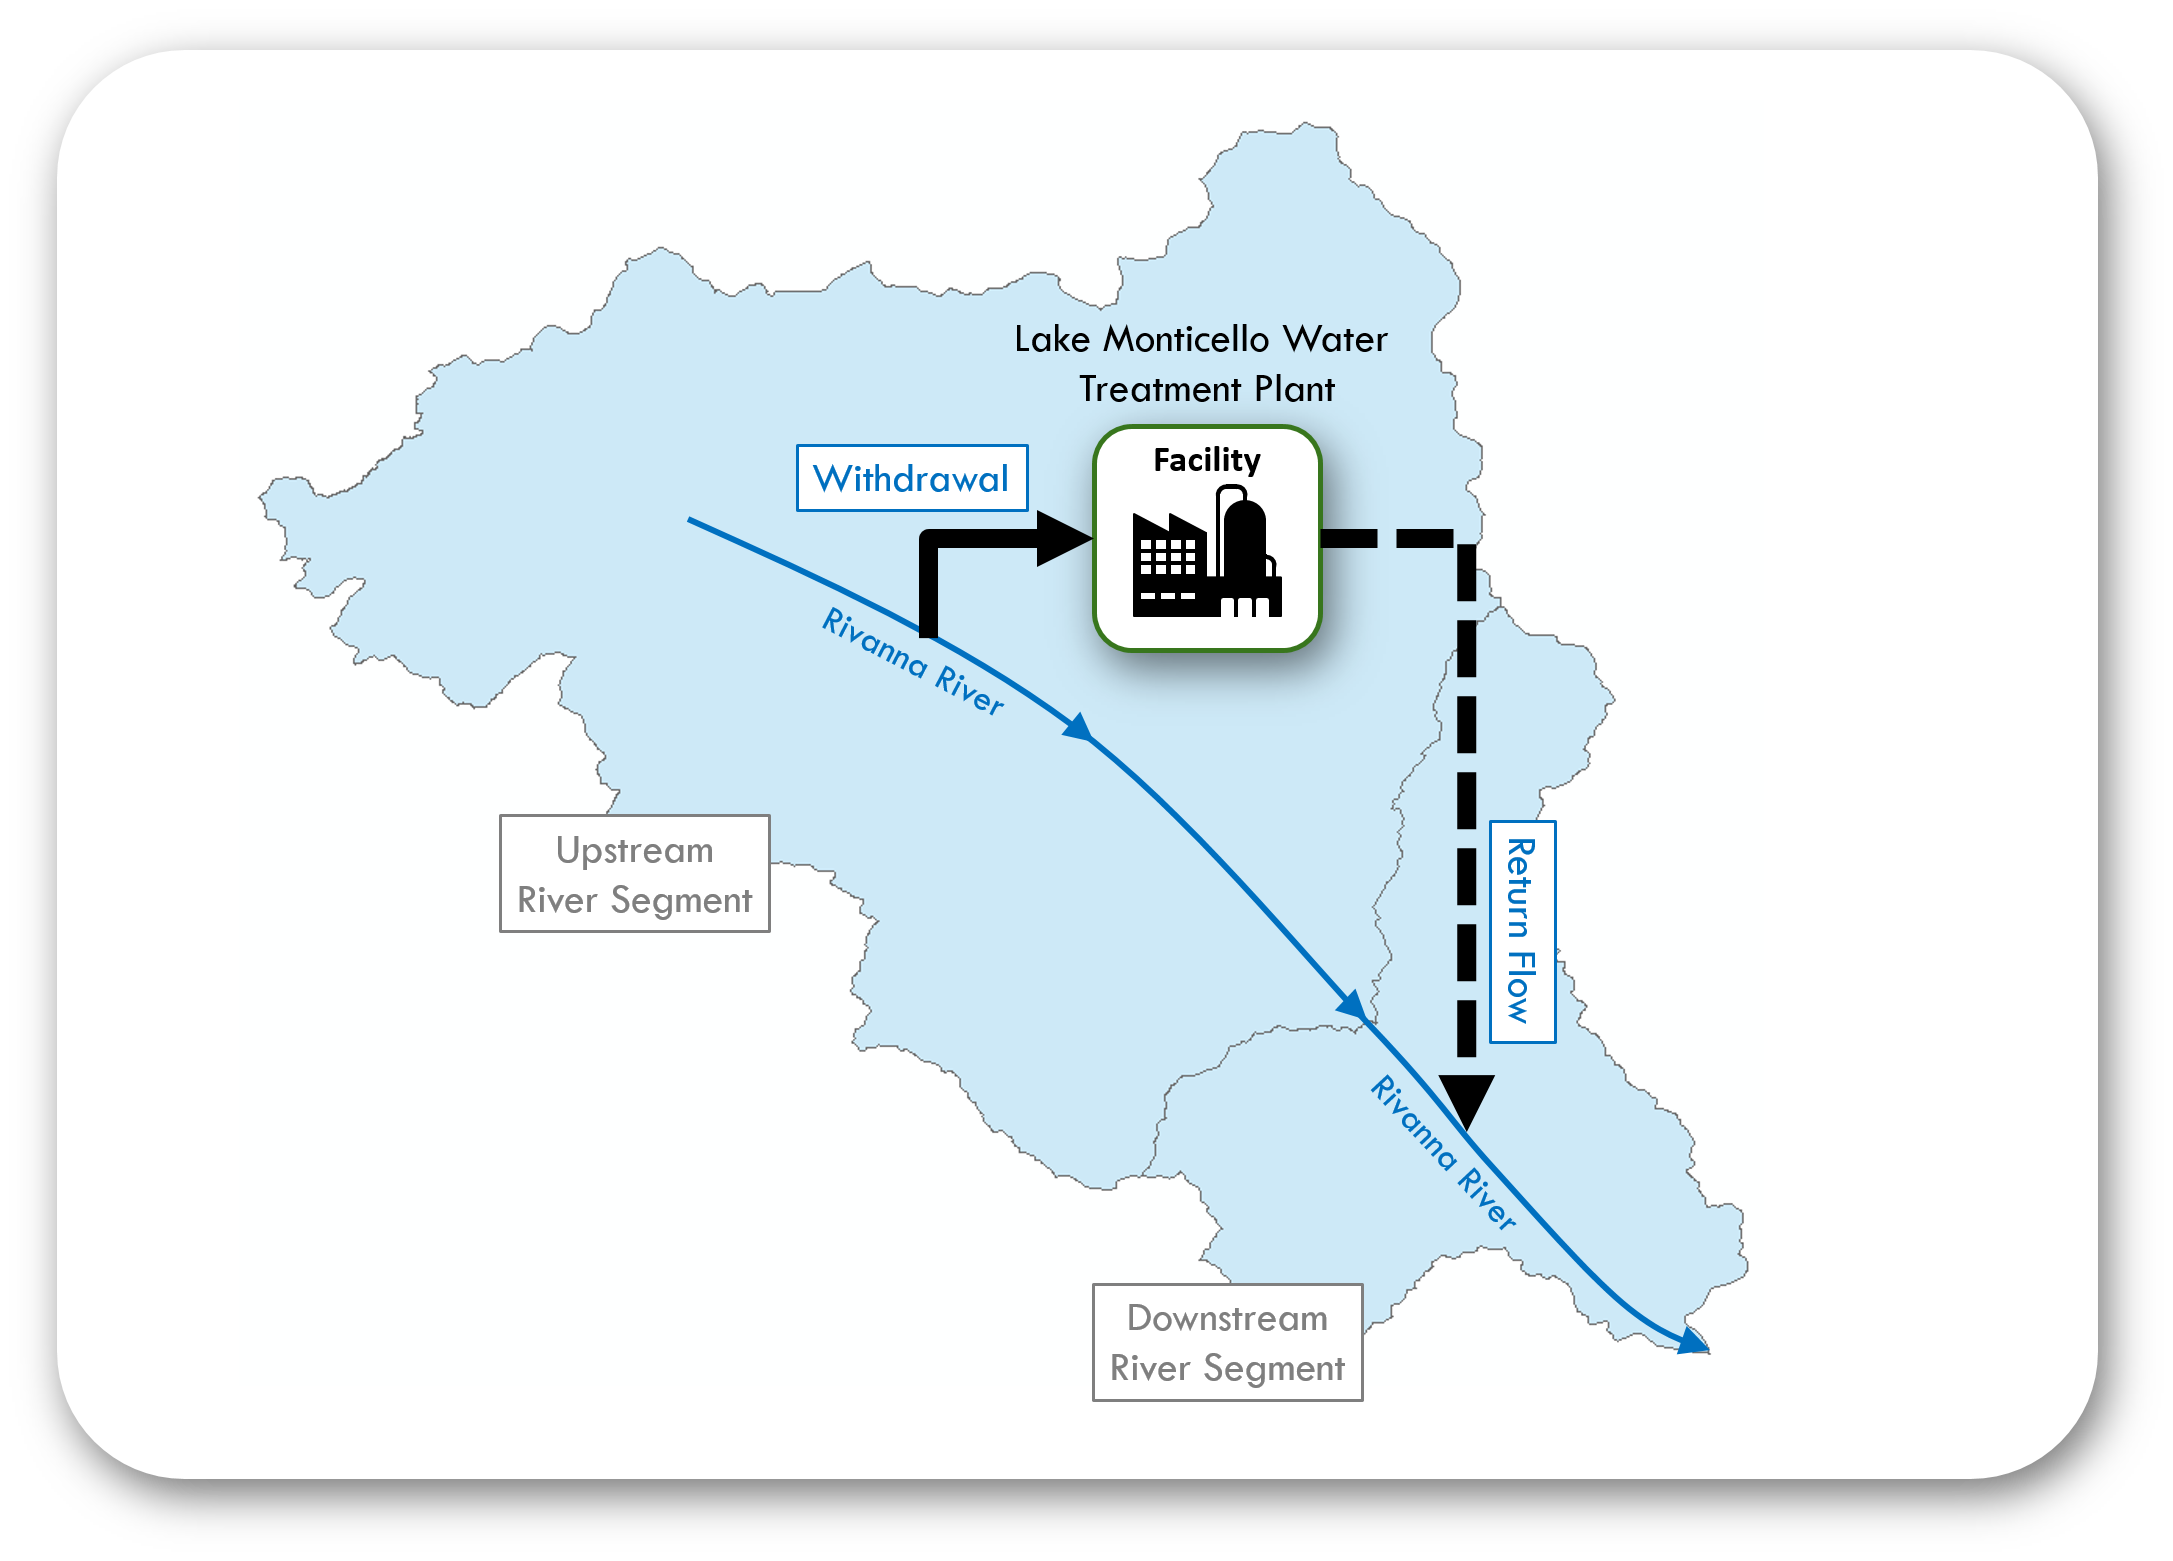 Lake Monticello Water
Treatment Plant
Facility
Withdrawal
Rivanna River
Upstream
River Segment
Return Flow
Rivanna River
Downstream
River Segment